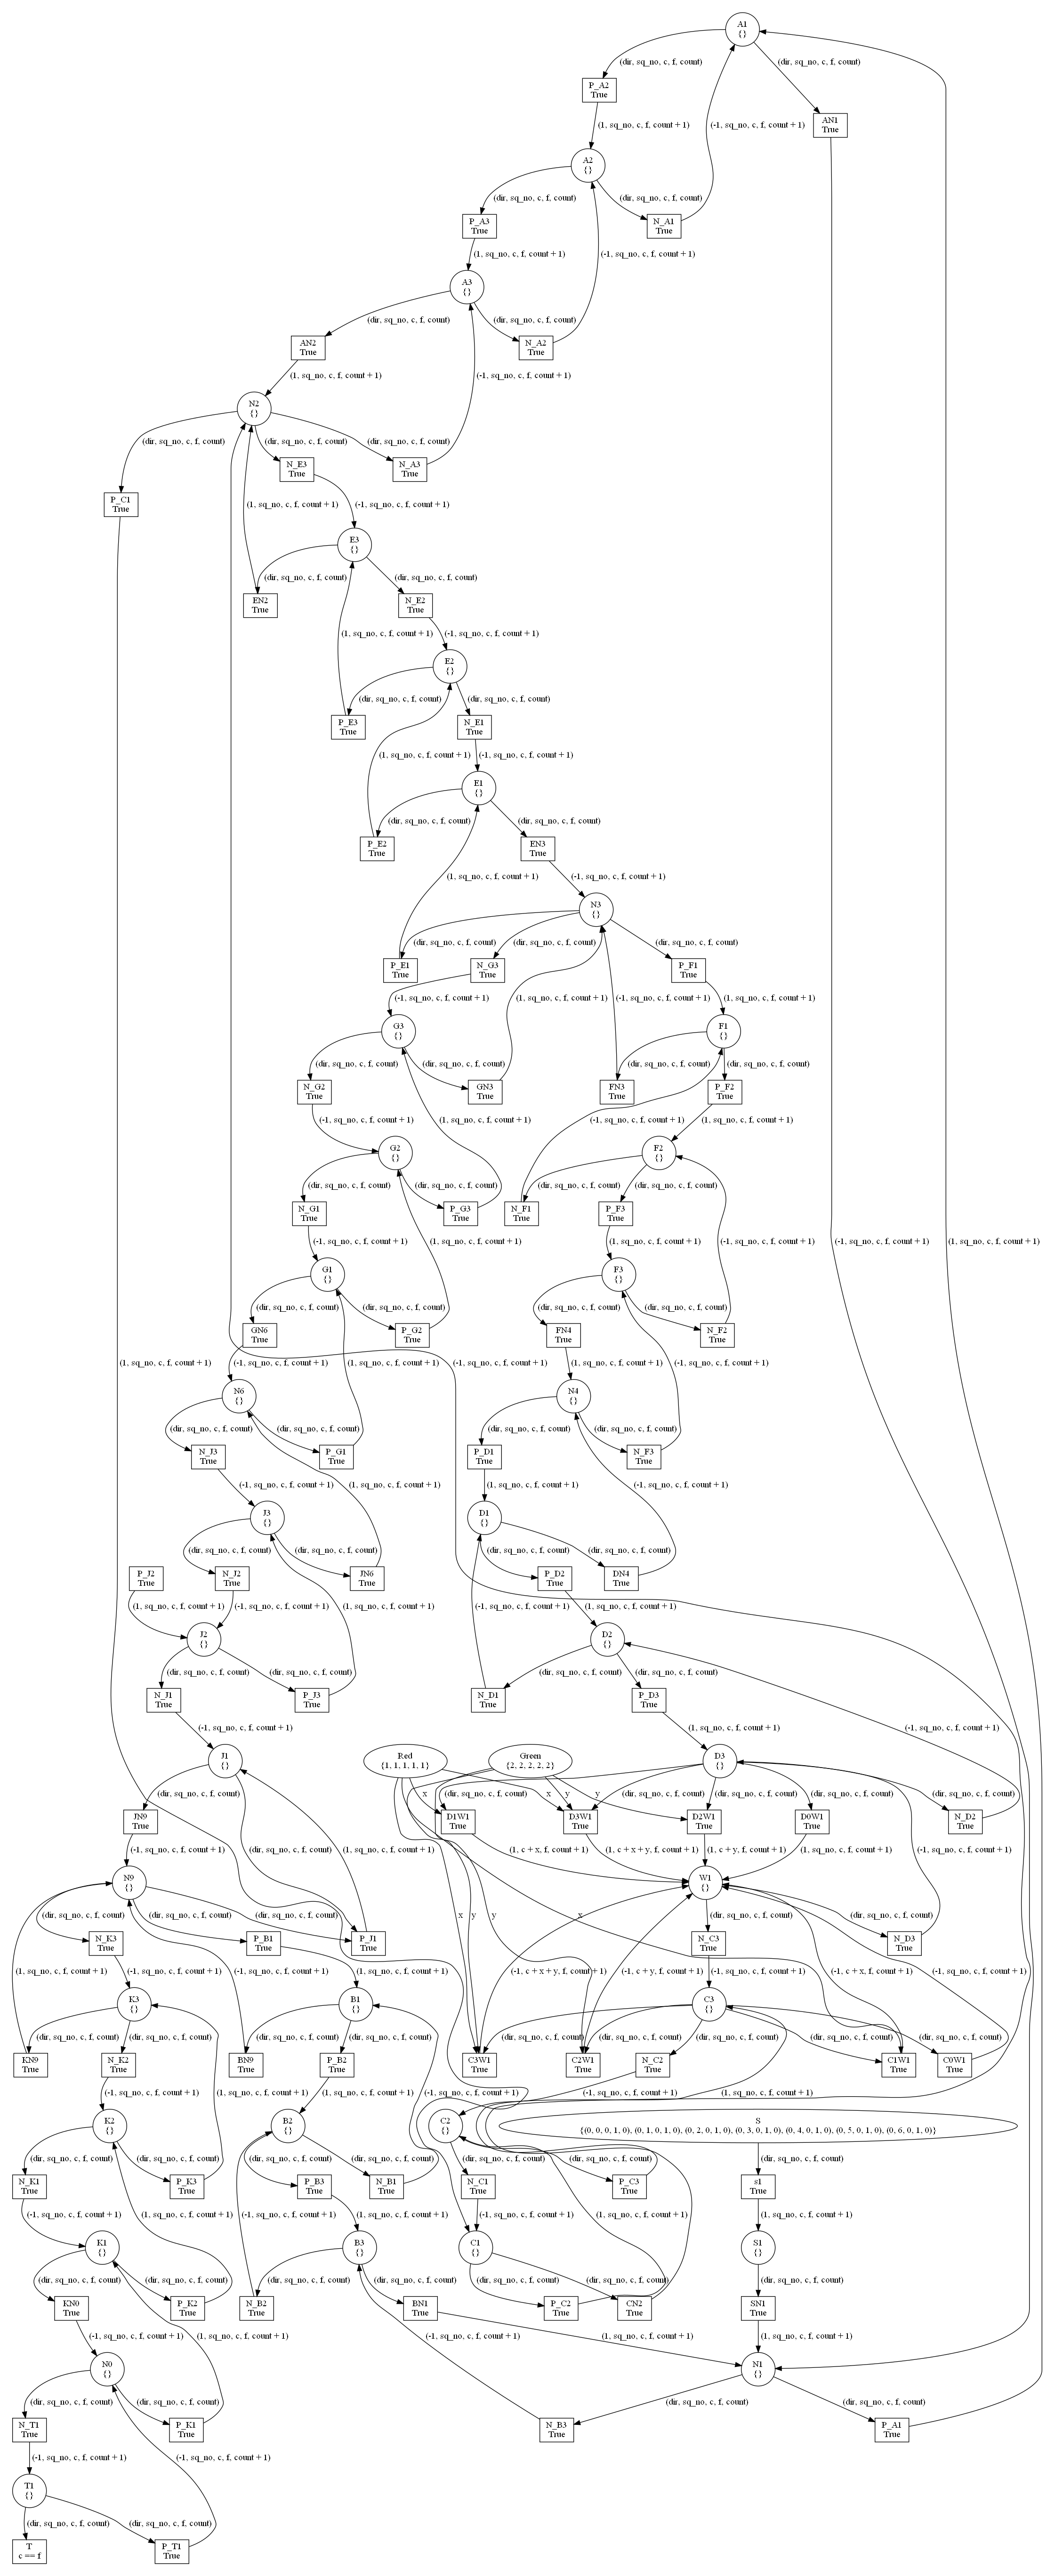 A1
{}
(dir, sq_no, c, f, count)
(dir, sq_no, c, f, count)
P_A2
True
AN1
True
(1, sq_no, c, f, count + 1)
(-1, sq_no, c, f, count + 1)
A2
{}
(dir, sq_no, c, f, count)
(dir, sq_no, c, f, count)
P_A3
True
N_A1
True
(1, sq_no, c, f, count + 1)
(-1, sq_no, c, f, count + 1)
A3
{}
(dir, sq_no, c, f, count)
(dir, sq_no, c, f, count)
AN2
True
N_A2
True
(1, sq_no, c, f, count + 1)
(-1, sq_no, c, f, count + 1)
N2
{}
(dir, sq_no, c, f, count)
(dir, sq_no, c, f, count)
(dir, sq_no, c, f, count)
N_E3
True
N_A3
True
P_C1
True
(1, sq_no, c, f, count + 1)
(-1, sq_no, c, f, count + 1)
E3
{}
(dir, sq_no, c, f, count)
(dir, sq_no, c, f, count)
EN2
True
N_E2
True
(1, sq_no, c, f, count + 1)
(-1, sq_no, c, f, count + 1)
E2
{}
(dir, sq_no, c, f, count)
(dir, sq_no, c, f, count)
P_E3
True
N_E1
True
(1, sq_no, c, f, count + 1)
(-1, sq_no, c, f, count + 1)
E1
{}
(dir, sq_no, c, f, count)
(dir, sq_no, c, f, count)
P_E2
True
EN3
True
(1, sq_no, c, f, count + 1)
(-1, sq_no, c, f, count + 1)
N3
{}
(dir, sq_no, c, f, count)
(dir, sq_no, c, f, count)
(dir, sq_no, c, f, count)
P_E1
True
N_G3
True
P_F1
True
(-1, sq_no, c, f, count + 1)
(1, sq_no, c, f, count + 1)
(-1, sq_no, c, f, count + 1)
(1, sq_no, c, f, count + 1)
G3
{}
F1
{}
(dir, sq_no, c, f, count)
(dir, sq_no, c, f, count)
(dir, sq_no, c, f, count)
(dir, sq_no, c, f, count)
N_G2
True
GN3
True
FN3
True
P_F2
True
(-1, sq_no, c, f, count + 1)
(1, sq_no, c, f, count + 1)
(-1, sq_no, c, f, count + 1)
(1, sq_no, c, f, count + 1)
G2
{}
F2
{}
(dir, sq_no, c, f, count)
(dir, sq_no, c, f, count)
(dir, sq_no, c, f, count)
(dir, sq_no, c, f, count)
N_G1
True
P_G3
True
N_F1
True
P_F3
True
(-1, sq_no, c, f, count + 1)
(1, sq_no, c, f, count + 1)
(1, sq_no, c, f, count + 1)
(-1, sq_no, c, f, count + 1)
(-1, sq_no, c, f, count + 1)
(1, sq_no, c, f, count + 1)
G1
{}
F3
{}
(dir, sq_no, c, f, count)
(dir, sq_no, c, f, count)
(dir, sq_no, c, f, count)
(dir, sq_no, c, f, count)
GN6
True
P_G2
True
FN4
True
N_F2
True
(1, sq_no, c, f, count + 1)
(-1, sq_no, c, f, count + 1)
(1, sq_no, c, f, count + 1)
(-1, sq_no, c, f, count + 1)
(1, sq_no, c, f, count + 1)
(-1, sq_no, c, f, count + 1)
N6
{}
N4
{}
(dir, sq_no, c, f, count)
(dir, sq_no, c, f, count)
(dir, sq_no, c, f, count)
(dir, sq_no, c, f, count)
N_J3
True
P_G1
True
P_D1
True
N_F3
True
(-1, sq_no, c, f, count + 1)
(1, sq_no, c, f, count + 1)
(1, sq_no, c, f, count + 1)
(-1, sq_no, c, f, count + 1)
J3
{}
D1
{}
(dir, sq_no, c, f, count)
(dir, sq_no, c, f, count)
(dir, sq_no, c, f, count)
(dir, sq_no, c, f, count)
P_J2
True
N_J2
True
JN6
True
P_D2
True
DN4
True
(1, sq_no, c, f, count + 1)
(-1, sq_no, c, f, count + 1)
(1, sq_no, c, f, count + 1)
(-1, sq_no, c, f, count + 1)
(1, sq_no, c, f, count + 1)
J2
{}
D2
{}
(dir, sq_no, c, f, count)
(dir, sq_no, c, f, count)
(dir, sq_no, c, f, count)
(dir, sq_no, c, f, count)
N_J1
True
P_J3
True
N_D1
True
P_D3
True
(-1, sq_no, c, f, count + 1)
(1, sq_no, c, f, count + 1)
(-1, sq_no, c, f, count + 1)
J1
{}
Red
{1, 1, 1, 1, 1}
Green
{2, 2, 2, 2, 2}
D3
{}
(dir, sq_no, c, f, count)
(dir, sq_no, c, f, count)
x
(dir, sq_no, c, f, count)
x
y
y
(dir, sq_no, c, f, count)
(dir, sq_no, c, f, count)
(dir, sq_no, c, f, count)
(dir, sq_no, c, f, count)
JN9
True
D1W1
True
D3W1
True
D2W1
True
D0W1
True
N_D2
True
(-1, sq_no, c, f, count + 1)
(1, sq_no, c, f, count + 1)
(1, c + x, f, count + 1)
(1, c + x + y, f, count + 1)
(1, c + y, f, count + 1)
(1, sq_no, c, f, count + 1)
(-1, sq_no, c, f, count + 1)
N9
{}
W1
{}
(dir, sq_no, c, f, count)
(dir, sq_no, c, f, count)
(dir, sq_no, c, f, count)
x
y
y
x
(dir, sq_no, c, f, count)
(dir, sq_no, c, f, count)
N_K3
True
P_B1
True
P_J1
True
N_C3
True
N_D3
True
(1, sq_no, c, f, count + 1)
(-1, sq_no, c, f, count + 1)
(-1, sq_no, c, f, count + 1)
(1, sq_no, c, f, count + 1)
(-1, c + x + y, f, count + 1)
(-1, c + y, f, count + 1)
(-1, sq_no, c, f, count + 1)
(-1, c + x, f, count + 1)
(-1, sq_no, c, f, count + 1)
K3
{}
B1
{}
C3
{}
(dir, sq_no, c, f, count)
(dir, sq_no, c, f, count)
(dir, sq_no, c, f, count)
(dir, sq_no, c, f, count)
(dir, sq_no, c, f, count)
(dir, sq_no, c, f, count)
(dir, sq_no, c, f, count)
(dir, sq_no, c, f, count)
(dir, sq_no, c, f, count)
KN9
True
N_K2
True
BN9
True
P_B2
True
C3W1
True
C2W1
True
N_C2
True
C1W1
True
C0W1
True
(-1, sq_no, c, f, count + 1)
(1, sq_no, c, f, count + 1)
(1, sq_no, c, f, count + 1)
(-1, sq_no, c, f, count + 1)
(-1, sq_no, c, f, count + 1)
(1, sq_no, c, f, count + 1)
K2
{}
B2
{}
C2
{}
S
{(0, 0, 0, 1, 0), (0, 1, 0, 1, 0), (0, 2, 0, 1, 0), (0, 3, 0, 1, 0), (0, 4, 0, 1, 0), (0, 5, 0, 1, 0), (0, 6, 0, 1, 0)}
(dir, sq_no, c, f, count)
(dir, sq_no, c, f, count)
(dir, sq_no, c, f, count)
(dir, sq_no, c, f, count)
(dir, sq_no, c, f, count)
(dir, sq_no, c, f, count)
(dir, sq_no, c, f, count)
N_K1
True
P_K3
True
P_B3
True
N_B1
True
N_C1
True
P_C3
True
s1
True
(-1, sq_no, c, f, count + 1)
(1, sq_no, c, f, count + 1)
(-1, sq_no, c, f, count + 1)
(1, sq_no, c, f, count + 1)
(-1, sq_no, c, f, count + 1)
(1, sq_no, c, f, count + 1)
(1, sq_no, c, f, count + 1)
K1
{}
B3
{}
C1
{}
S1
{}
(dir, sq_no, c, f, count)
(dir, sq_no, c, f, count)
(dir, sq_no, c, f, count)
(dir, sq_no, c, f, count)
(dir, sq_no, c, f, count)
(dir, sq_no, c, f, count)
(dir, sq_no, c, f, count)
KN0
True
P_K2
True
N_B2
True
BN1
True
P_C2
True
CN2
True
SN1
True
(-1, sq_no, c, f, count + 1)
(1, sq_no, c, f, count + 1)
(-1, sq_no, c, f, count + 1)
(1, sq_no, c, f, count + 1)
(1, sq_no, c, f, count + 1)
N0
{}
N1
{}
(dir, sq_no, c, f, count)
(dir, sq_no, c, f, count)
(dir, sq_no, c, f, count)
(dir, sq_no, c, f, count)
N_T1
True
P_K1
True
N_B3
True
P_A1
True
(-1, sq_no, c, f, count + 1)
(-1, sq_no, c, f, count + 1)
T1
{}
(dir, sq_no, c, f, count)
(dir, sq_no, c, f, count)
T
c == f
P_T1
True